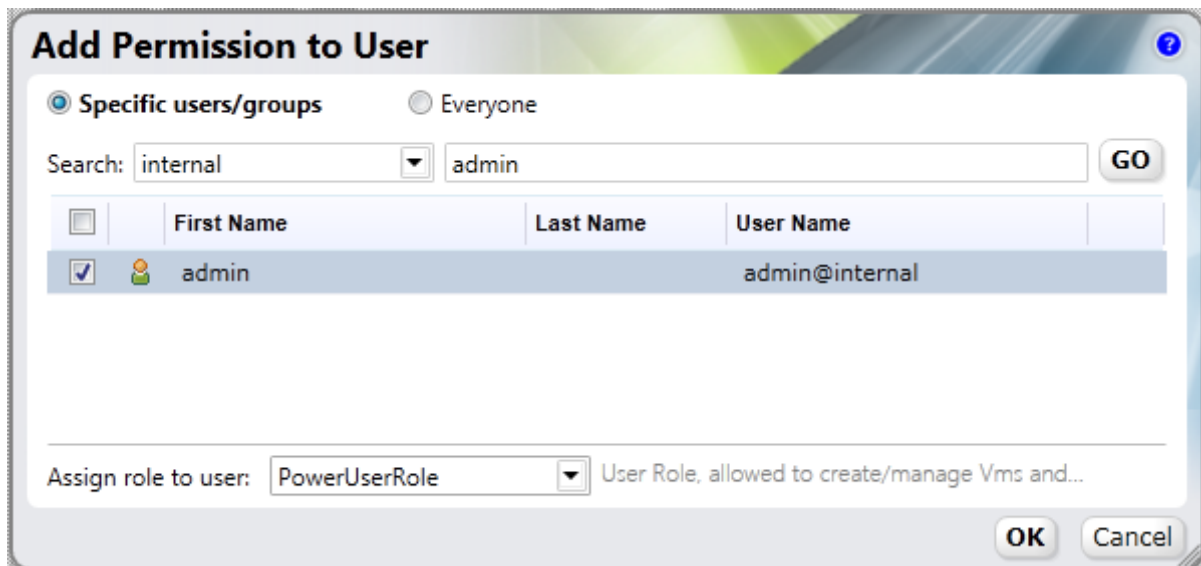 Add Permission to User ?
Specific users/groups Everyone
Search: internal admin GO
First Name Last Name User Name
admin admin@internal
Assign role to user: PowerUserRole User Role, allowed to create/manage Vms and...
OK Cancel